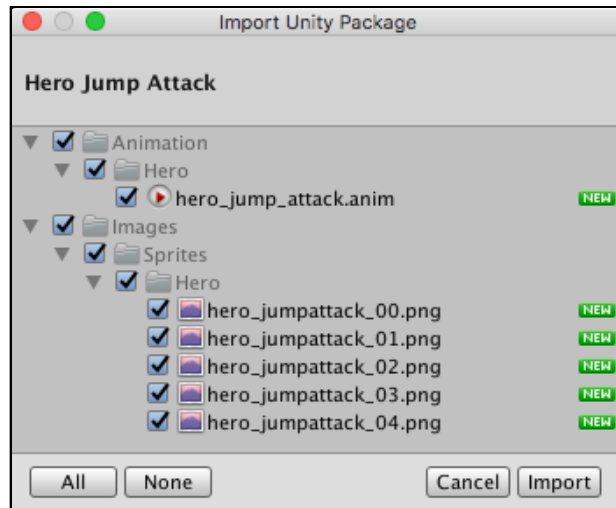 Import Unity Package
Hero Jump Attack
Animation
Hero
hero_jump_attack.anim NEW
Images
Sprites
Hero
hero_jumpattack_00.png NEW
hero_jumpattack_01.png NEW
hero_jumpattack_02.png NEW
hero_jumpattack_03.png NEW
hero_jumpattack_04.png NEW
All None Cancel Import